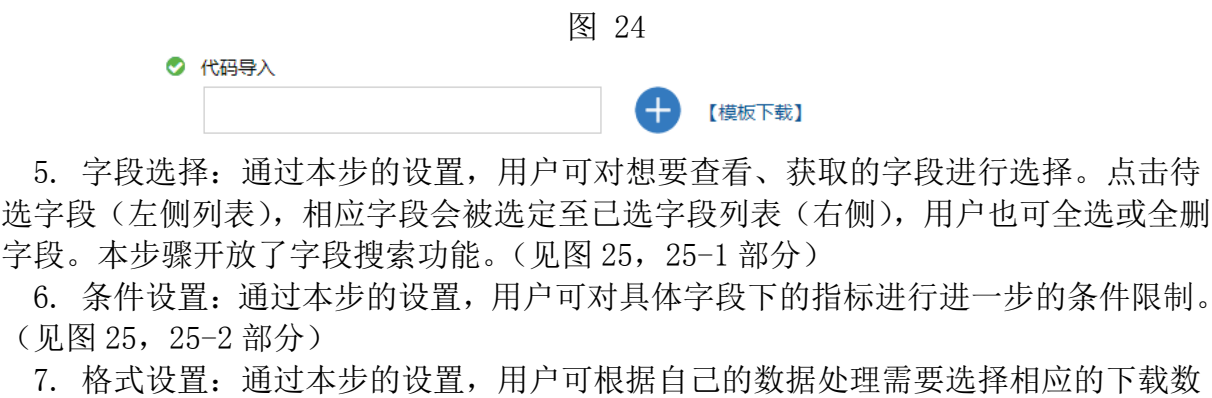 图 24
代码导入
【模板下载】
5. 字段选择：通过本步的设置，用户可对想要查看、获取的字段进行选择。点击待
选字段（左侧列表），相应字段会被选定至已选字段列表（右侧），用户也可全选或全删
字段。本步骤开放了字段搜索功能。（见图 25，25-1 部分）
6. 条件设置：通过本步的设置，用户可对具体字段下的指标进行进一步的条件限制。
（见图 25，25-2 部分）
7. 格式设置：通过本步的设置，用户可根据自己的数据处理需要选择相应的下载数